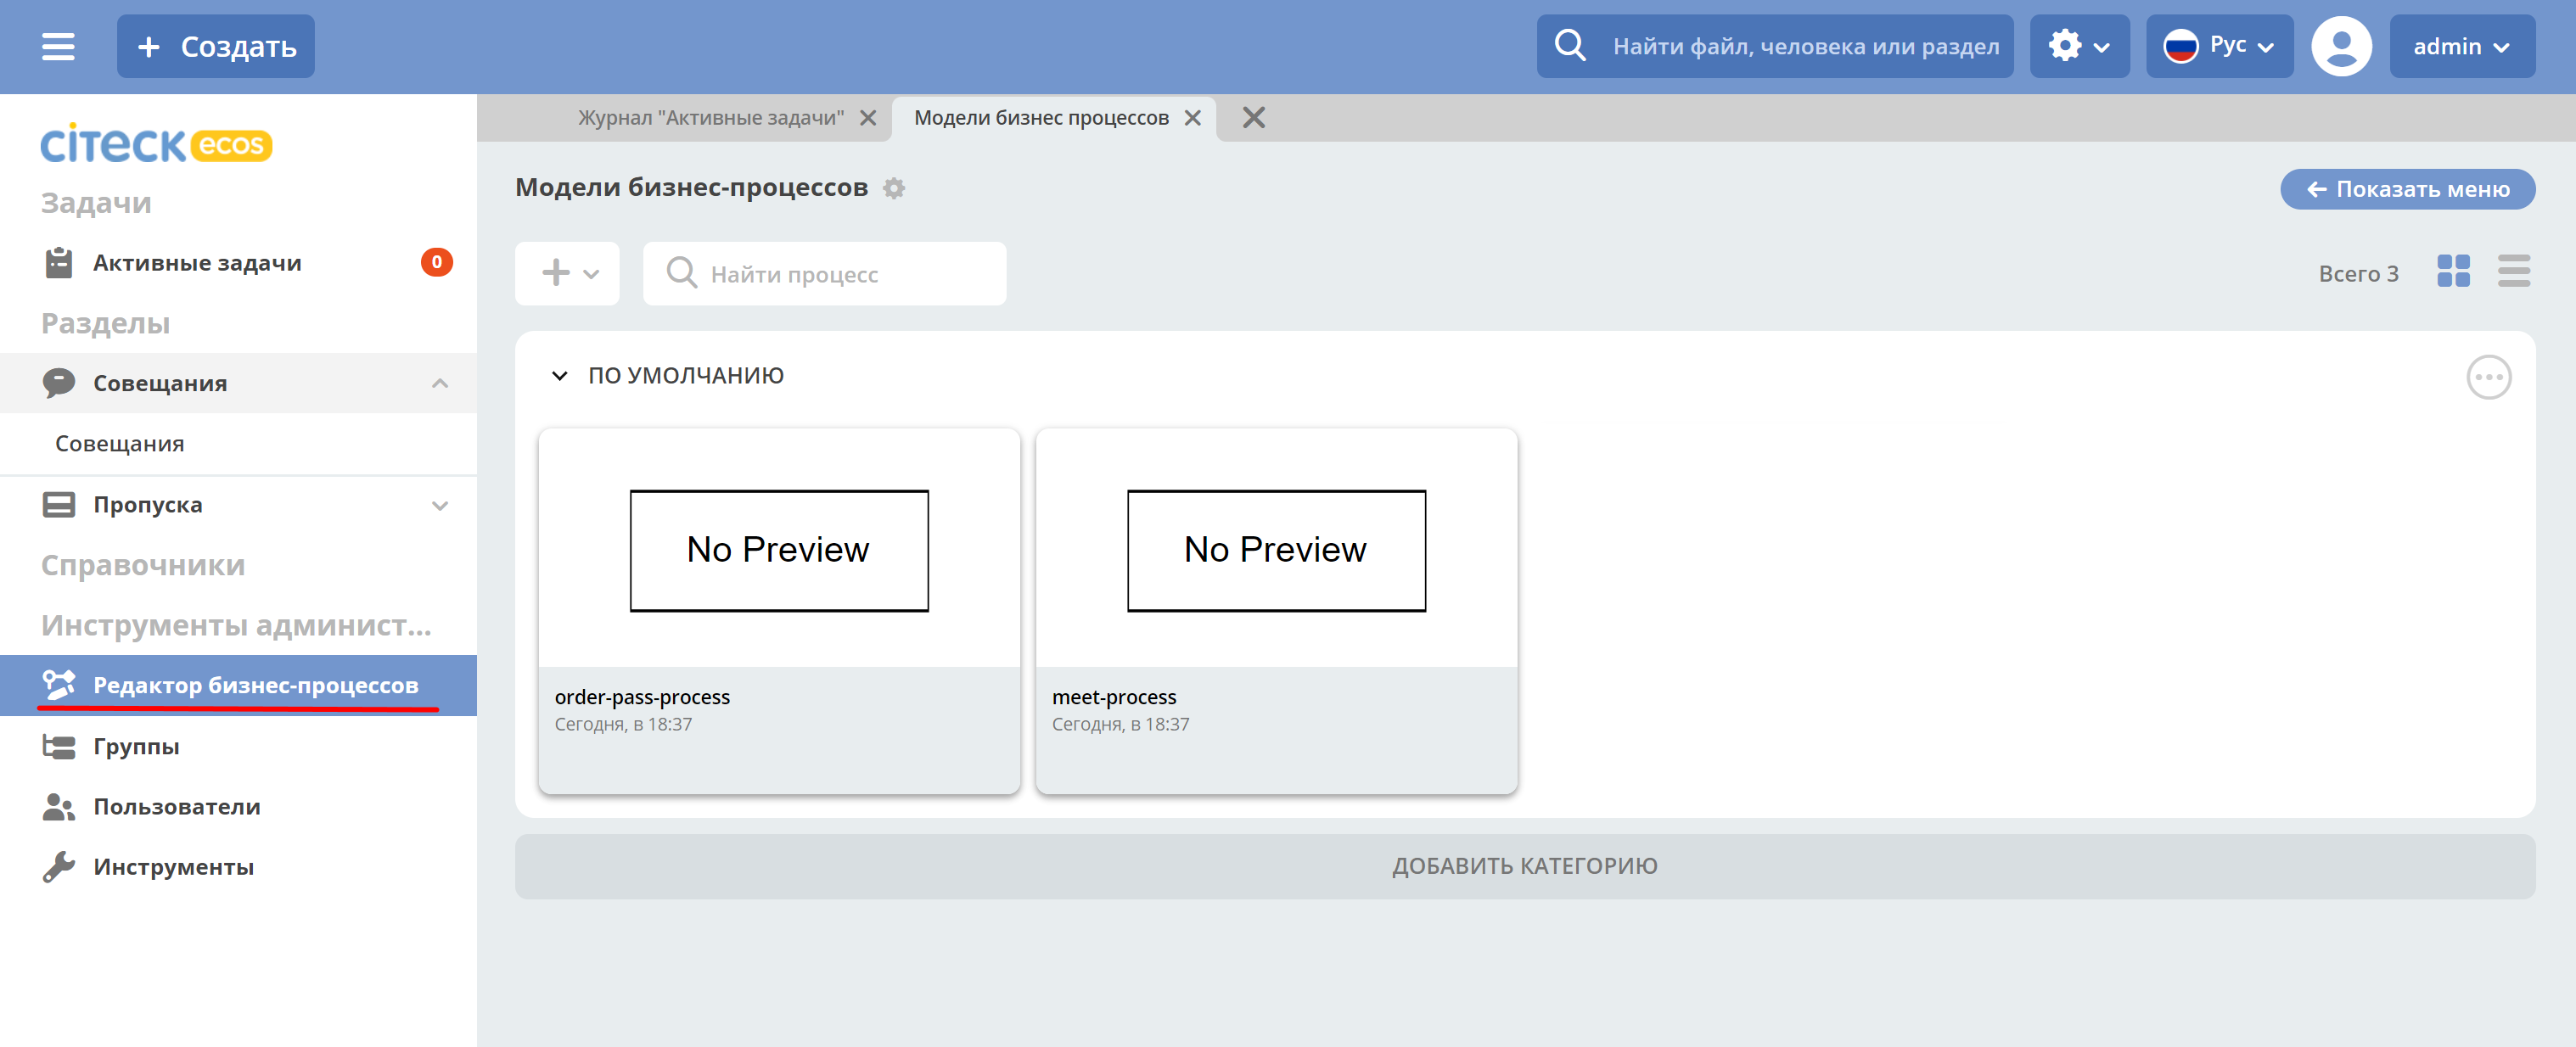 Создать
Найти файл, человека или раздел
Рус
admin
citeck ecos
Задачи
Активные задачи
0
Разделы
Совещания
Совещания
Пропуска
Справочники
Инструменты админист...
Редактор бизнес-процессов
Группы
Пользователи
Инструменты
Журнал "Активные задачи"
Модели бизнес процессов
Модели бизнес-процессов
Показать меню
Найти процесс
Всего 3
ПО УМОЛЧАНИЮ
No Preview
order-pass-process
Сегодня, в 18:37
No Preview
meet-process
Сегодня, в 18:37
ДОБАВИТЬ КАТЕГОРИЮ